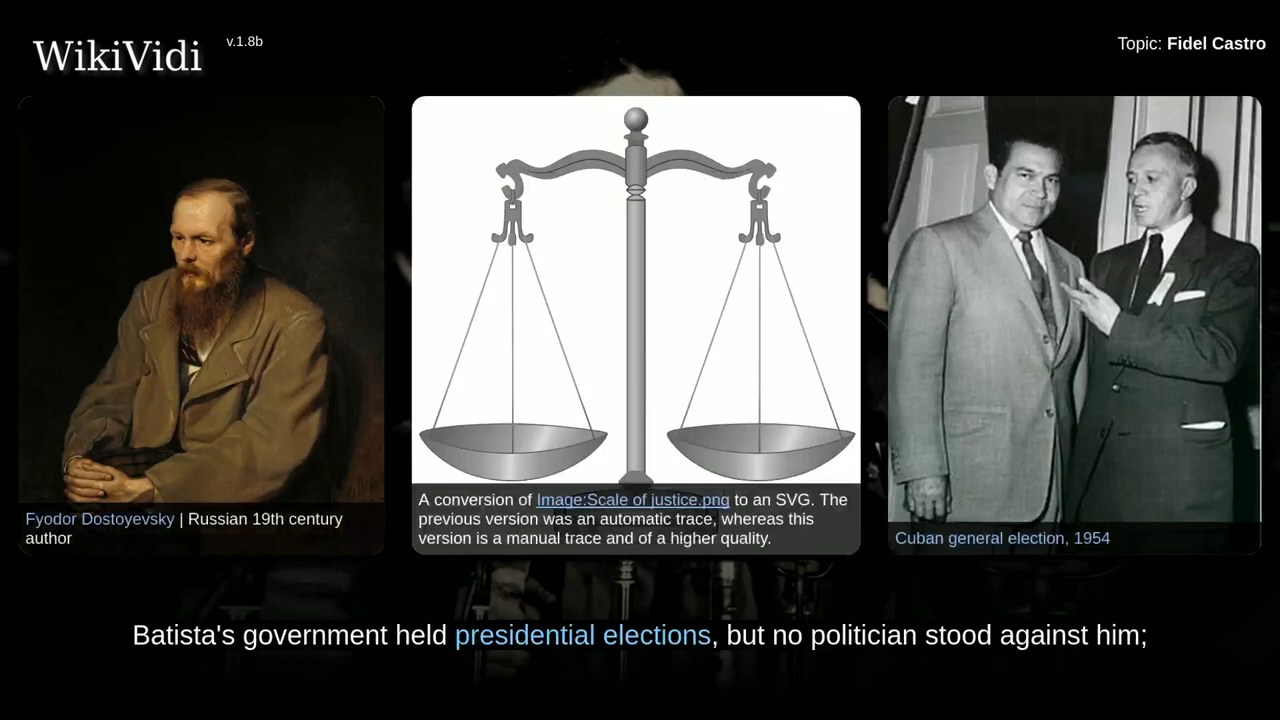 WikiVidi
v.1.8b
Topic: Fidel Castro
Fyodor Dostoyevsky | Russian 19th century
author
A conversion of Image:Scale of justice.png to an SVG. The
previous version was an automatic trace, whereas this
version is a manual trace and of a higher quality.
Cuban general election, 1954
Batista's government held presidential elections, but no politician stood against him;